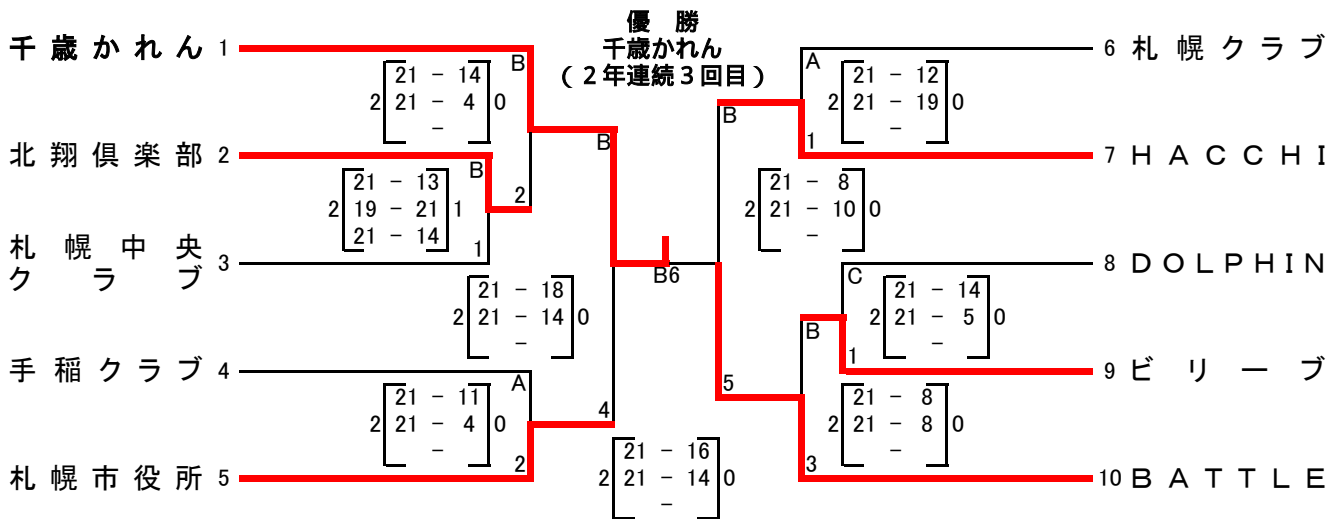 優 勝
千歳かれん
(２年連続３回目)
千歳かれん 1
B
21 - 14
2 21 - 4 0
-
北翔倶楽部 2
B
2
21 - 13
2 19 - 21 1
21 - 14
1
札幌中央
クラブ 3
B
21 - 18
2 21 - 14 0
-
手稲クラブ 4
A
4
21 - 11
2 21 - 4 0
-
2
札幌市役所 5
B6
21 - 16
2 21 - 14 0
-
6 札幌クラブ
A
21 - 12
2 21 - 19 0
-
B
1
7 ＨＡＣＣＨＩ
21 - 8
2 21 - 10 0
-
8 ＤＯＬＰＨＩＮ
C
21 - 14
2 21 - 5 0
-
B
1
9 ビリーブ
5
21 - 8
2 21 - 8 0
-
3
10 ＢＡＴＴＬＥ